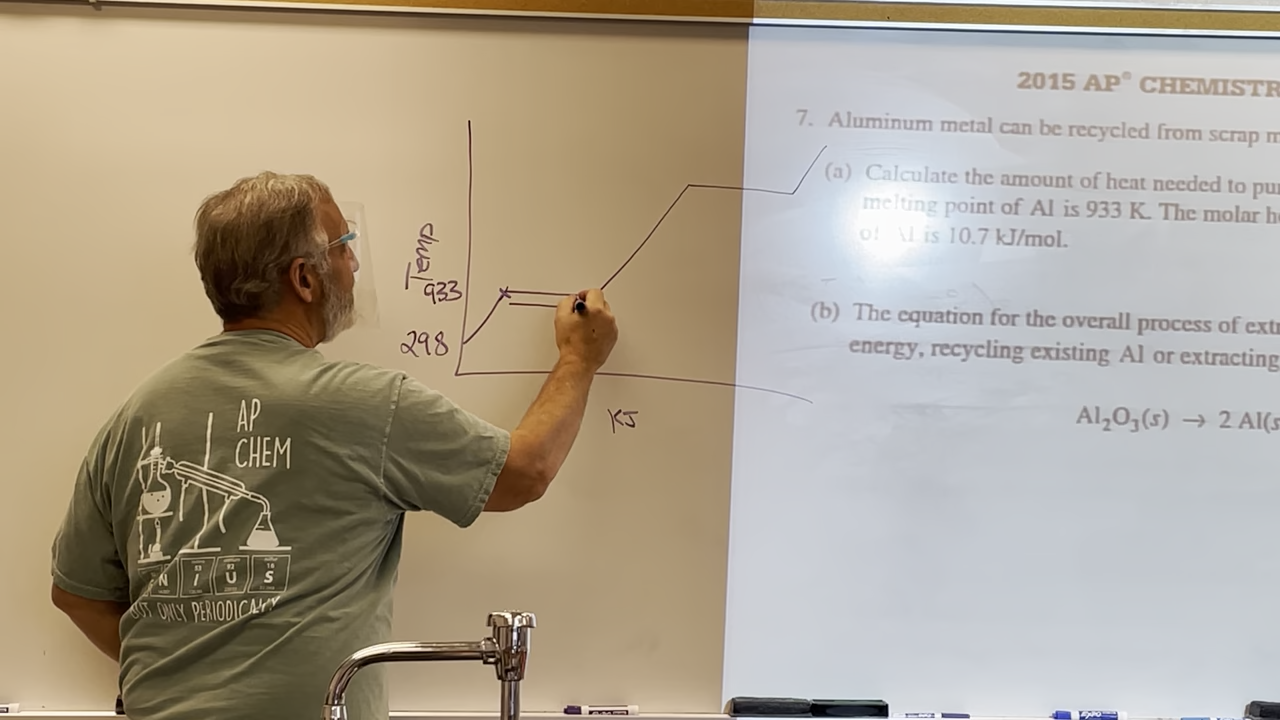 2015 AP® CHEMISTR
7. Aluminum metal can be recycled from scrap m
(a) Calculate the amount of heat needed to pu
melting point of Al is 933 K. The molar h
of Al is 10.7 kJ/mol.
(b) The equation for the overall process of ext
energy, recycling existing Al or extracting
Al₂O₃(s) → 2 Al(s
Temp
933
298
KJ
AP
CHEM
N I U S
BUT ONLY PERIODICALLY